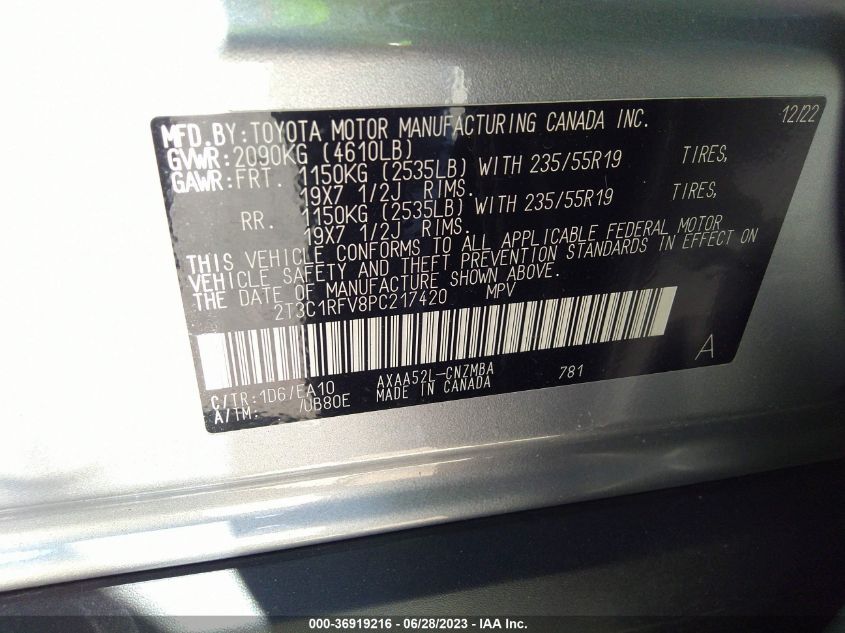 MFD.BY:TOYOTA MOTOR MANUFACTURING CANADA INC. 12/22
GVWR:2090KG (4610LB)
GAWR:FRT. 1150KG (2535LB) WITH 235/55R19 TIRES,
19X7 1/2J RIMS.
RR. 1150KG (2535LB) WITH 235/55R19 TIRES,
19X7 1/2J RIMS.
THIS VEHICLE CONFORMS TO ALL APPLICABLE FEDERAL MOTOR
VEHICLE SAFETY AND THEFT PREVENTION STANDARDS IN EFFECT ON
THE DATE OF MANUFACTURE SHOWN ABOVE.
2T3C1RFV8PC217420 MPV
A
C/TR:1D6/EA10 AXAA52L-CNZMBA 781
A/TM: /UB80E MADE IN CANADA
000-36919216 - 06/28/2023 - IAA Inc.